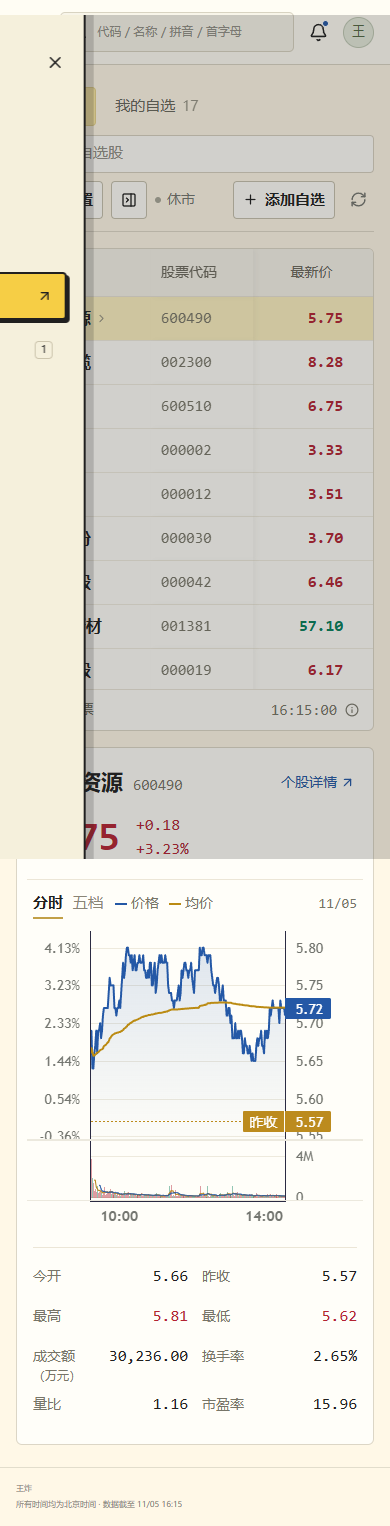 代码 / 名称 / 拼音 / 首字母
王
我的自选 17
自选股
置 休市 添加自选
股票代码 最新价
源 600490 5.75
1
002300 8.28
600510 6.75
000002 3.33
000012 3.51
份 000030 3.70
股 000042 6.46
材 001381 57.10
股 000019 6.17
票 16:15:00
资源 600490 个股详情
75 +0.18
+3.23%
分时 五档 价格 均价 11/05
4.13% 5.80
3.23% 5.75
5.72
2.33% 5.70
1.44% 5.65
0.54% 5.60
昨收 5.57
-0.36% 5.55
4M
0
10:00 14:00
今开 5.66 昨收 5.57
最高 5.81 最低 5.62
成交额 30,236.00 换手率 2.65%
(万元)
量比 1.16 市盈率 15.96
王炸
所有时间均为北京时间 · 数据截至 11/05 16:15